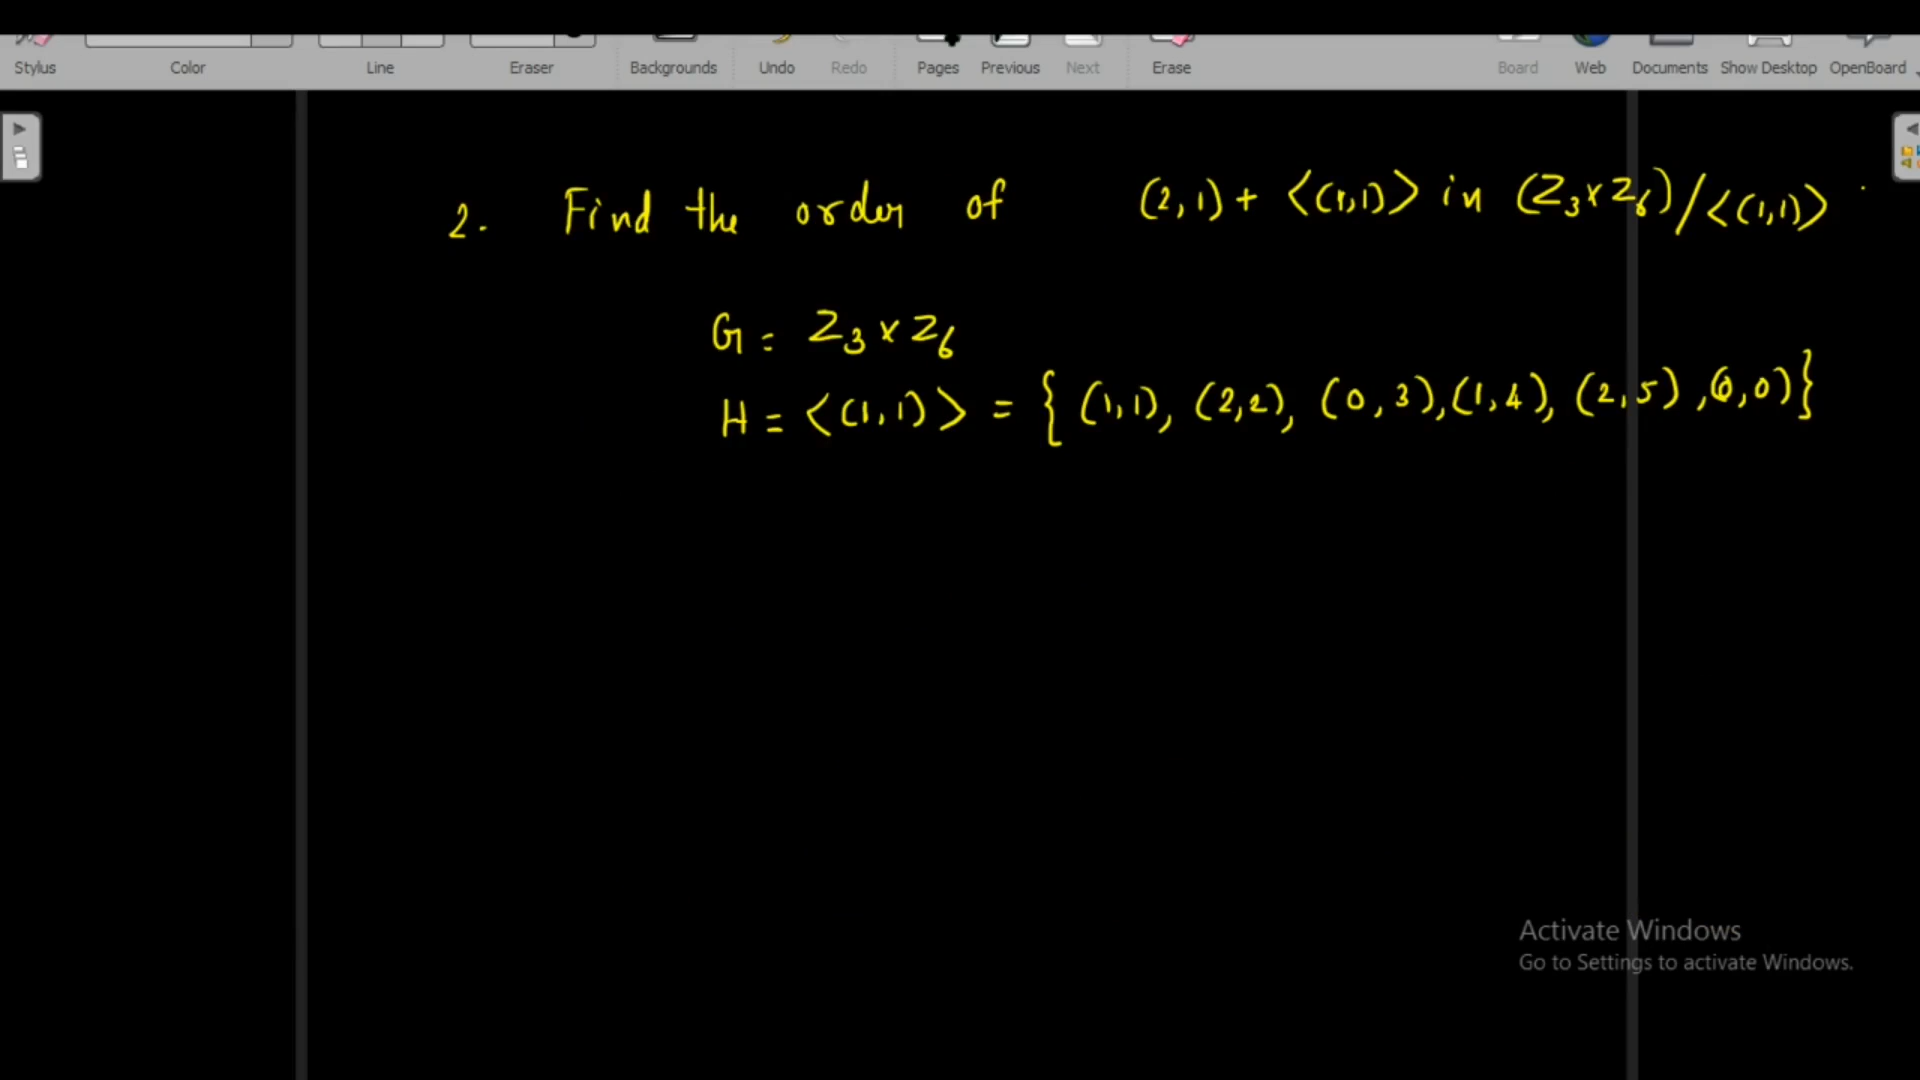 Stylus Color Line Eraser Backgrounds Undo Redo Pages Previous Next Erase Board Web Documents Show Desktop OpenBoard
2. Find the order of (2,1) + <(1,1)> in (Z₃ × Z₆)/<(1,1)>.
G = Z₃ × Z₆
H = <(1,1)> = { (1,1), (2,2), (0,3), (1,4), (2,5), (0,0) }
Activate Windows
Go to Settings to activate Windows.